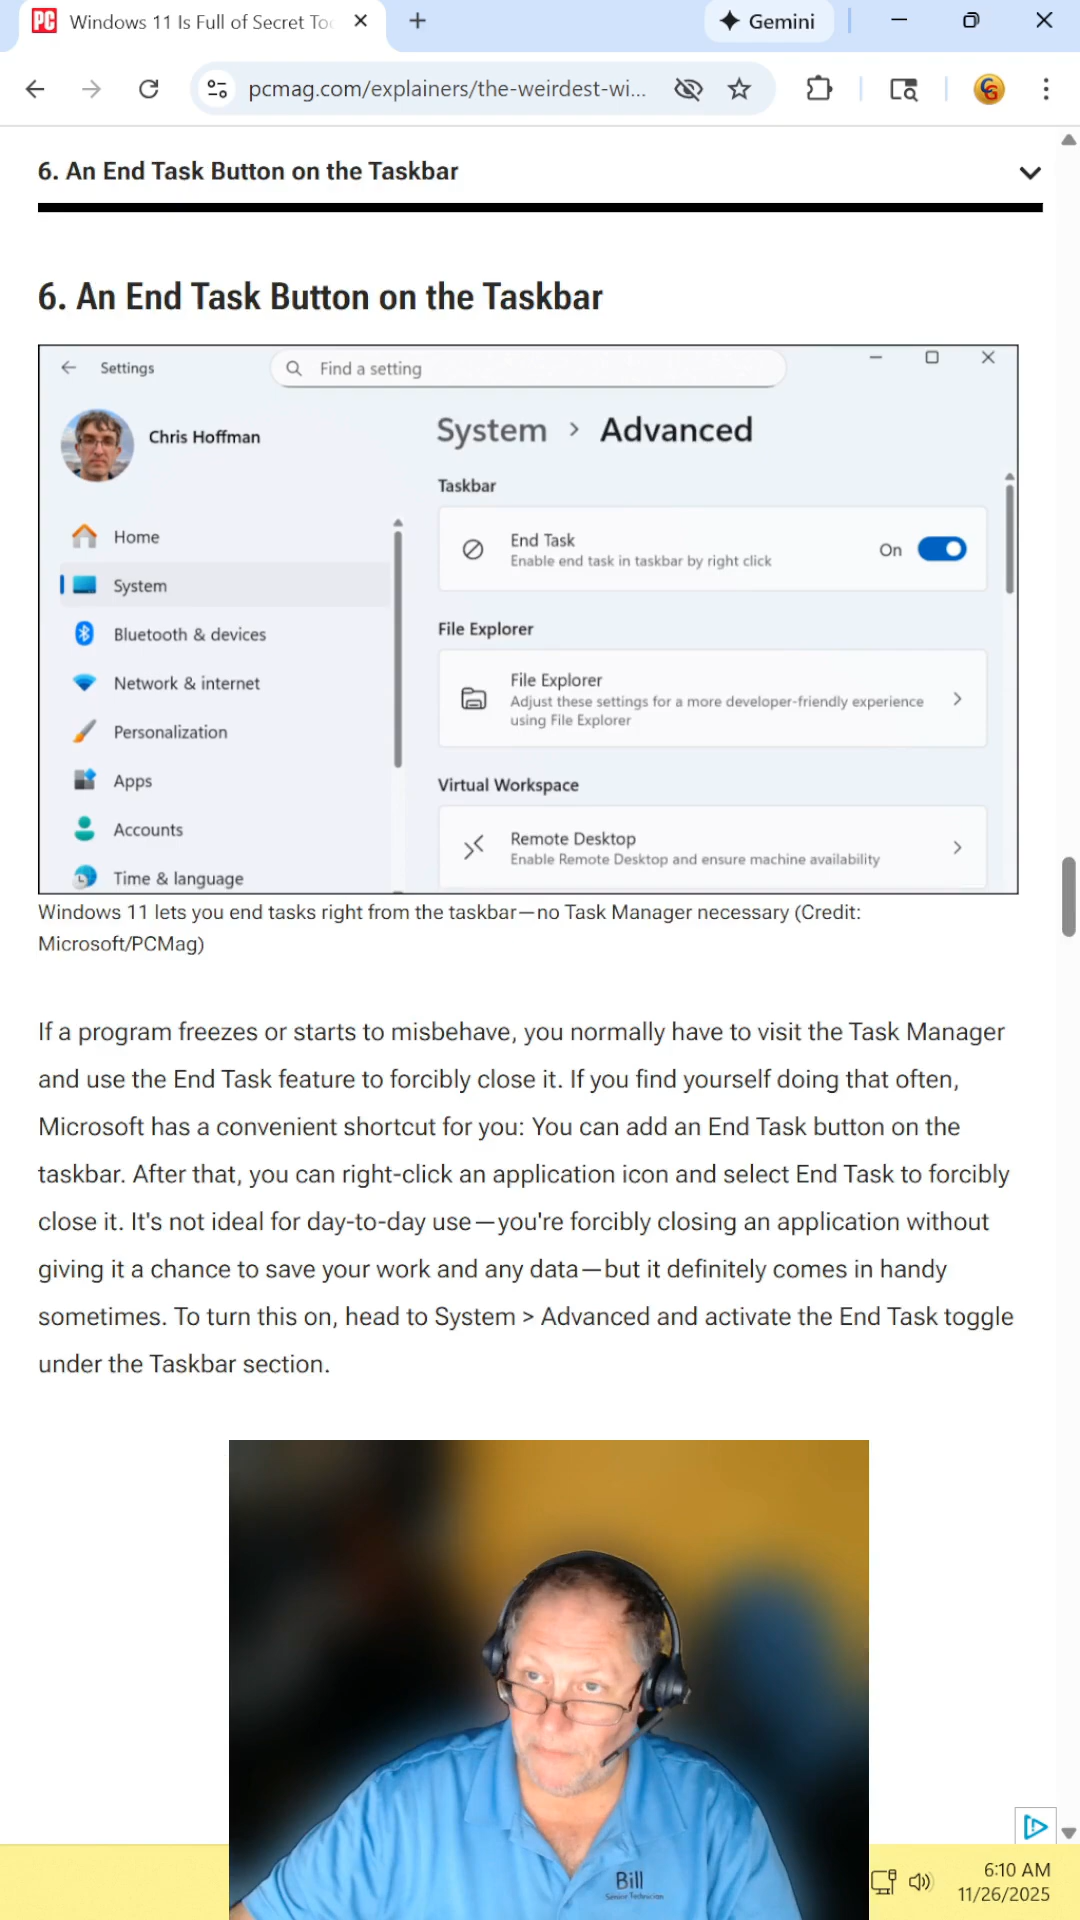 PC Windows 11 Is Full of Secret Too
Gemini
pcmag.com/explainers/the-weirdest-wi...
6. An End Task Button on the Taskbar
6. An End Task Button on the Taskbar
Settings
Find a setting
Chris Hoffman
System > Advanced
Taskbar
End Task
Enable end task in taskbar by right click
On
Home
System
Bluetooth & devices
Network & internet
Personalization
Apps
Accounts
Time & language
File Explorer
File Explorer
Adjust these settings for a more developer-friendly experience
using File Explorer
Virtual Workspace
Remote Desktop
Enable Remote Desktop and ensure machine availability
Windows 11 lets you end tasks right from the taskbar—no Task Manager necessary (Credit:
Microsoft/PCMag)
If a program freezes or starts to misbehave, you normally have to visit the Task Manager
and use the End Task feature to forcibly close it. If you find yourself doing that often,
Microsoft has a convenient shortcut for you: You can add an End Task button on the
taskbar. After that, you can right-click an application icon and select End Task to forcibly
close it. It's not ideal for day-to-day use—you're forcibly closing an application without
giving it a chance to save your work and any data—but it definitely comes in handy
sometimes. To turn this on, head to System > Advanced and activate the End Task toggle
under the Taskbar section.
Bill
Senior Technician
6:10 AM
11/26/2025